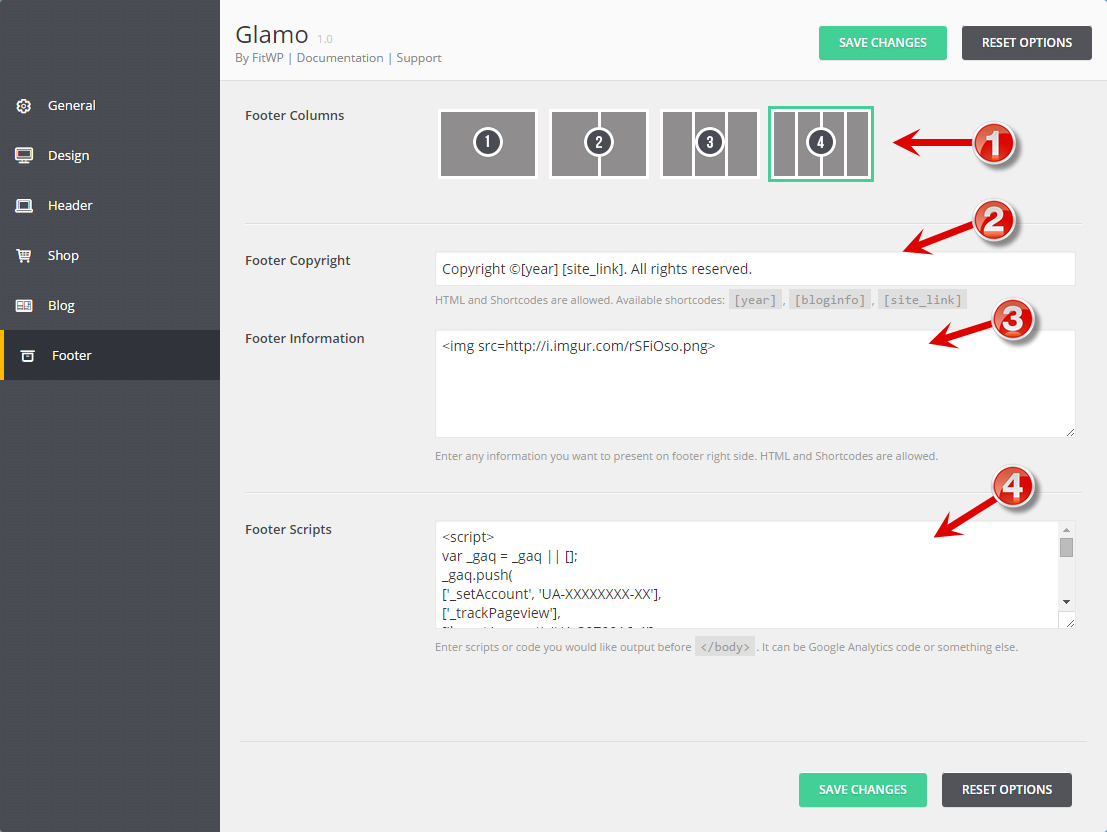 Glamo 1.0
By FitWP | Documentation | Support
SAVE CHANGES
RESET OPTIONS
General
Design
Header
Shop
Blog
Footer
Footer Columns
1
2
3
4
1
2
Footer Copyright
Copyright ©[year] [site_link]. All rights reserved.
HTML and Shortcodes are allowed. Available shortcodes: [year] , [bloginfo] , [site_link]
3
Footer Information
<img src=http://i.imgur.com/rSFiOso.png>
Enter any information you want to present on footer right side. HTML and Shortcodes are allowed.
4
Footer Scripts
<script>
var _gaq = _gaq || [];
_gaq.push(
['_setAccount', 'UA-XXXXXXXX-XX'],
['_trackPageview'],
Enter scripts or code you would like output before </body> . It can be Google Analytics code or something else.
SAVE CHANGES
RESET OPTIONS